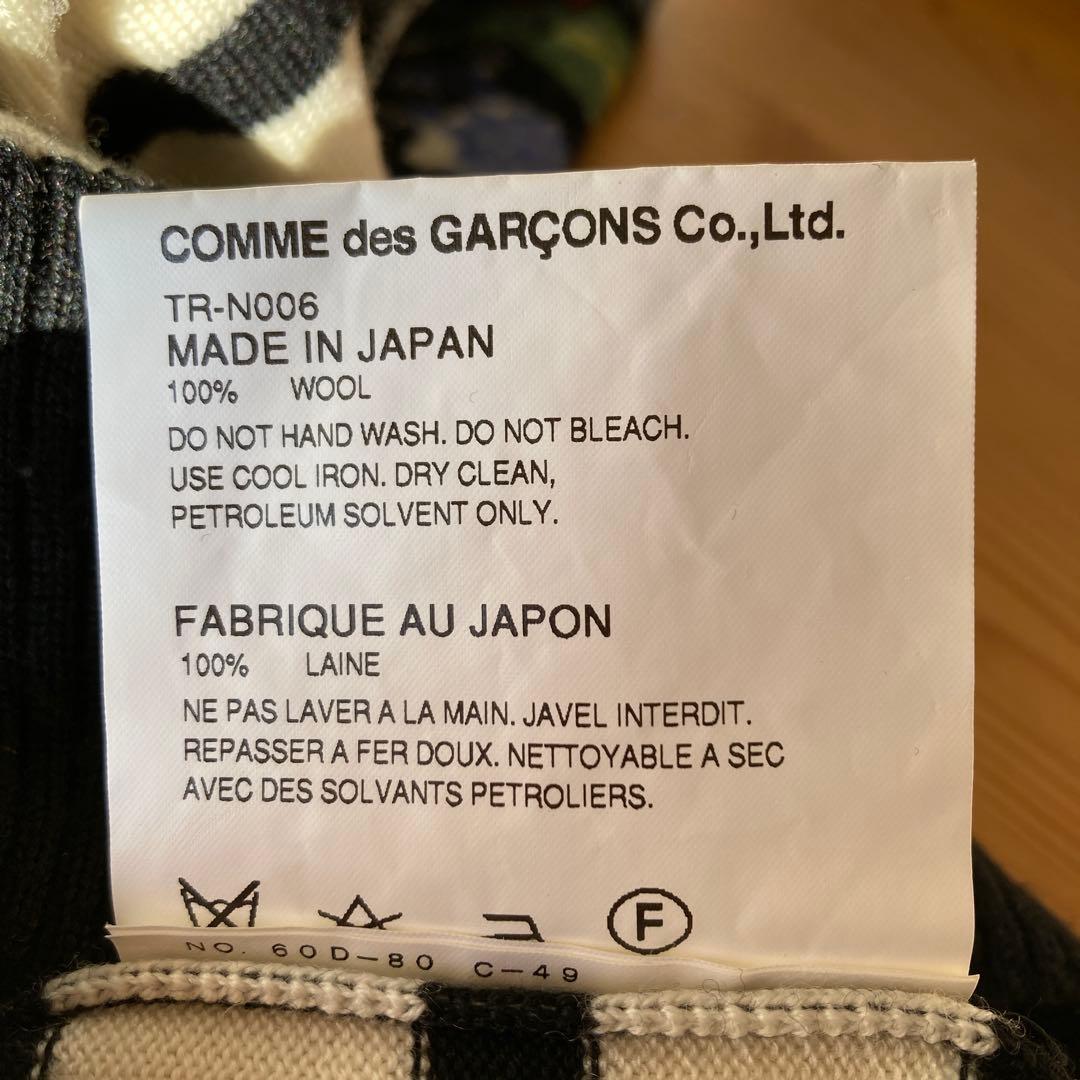 COMME des GARÇONS Co.,Ltd.
TR-N006
MADE IN JAPAN
100% WOOL
DO NOT HAND WASH. DO NOT BLEACH.
USE COOL IRON. DRY CLEAN,
PETROLEUM SOLVENT ONLY.
FABRIQUE AU JAPON
100% LAINE
NE PAS LAVER A LA MAIN. JAVEL INTERDIT.
REPASSER A FER DOUX. NETTOYABLE A SEC
AVEC DES SOLVANTS PETROLIERS.
F
NO. 60D-80 C-49